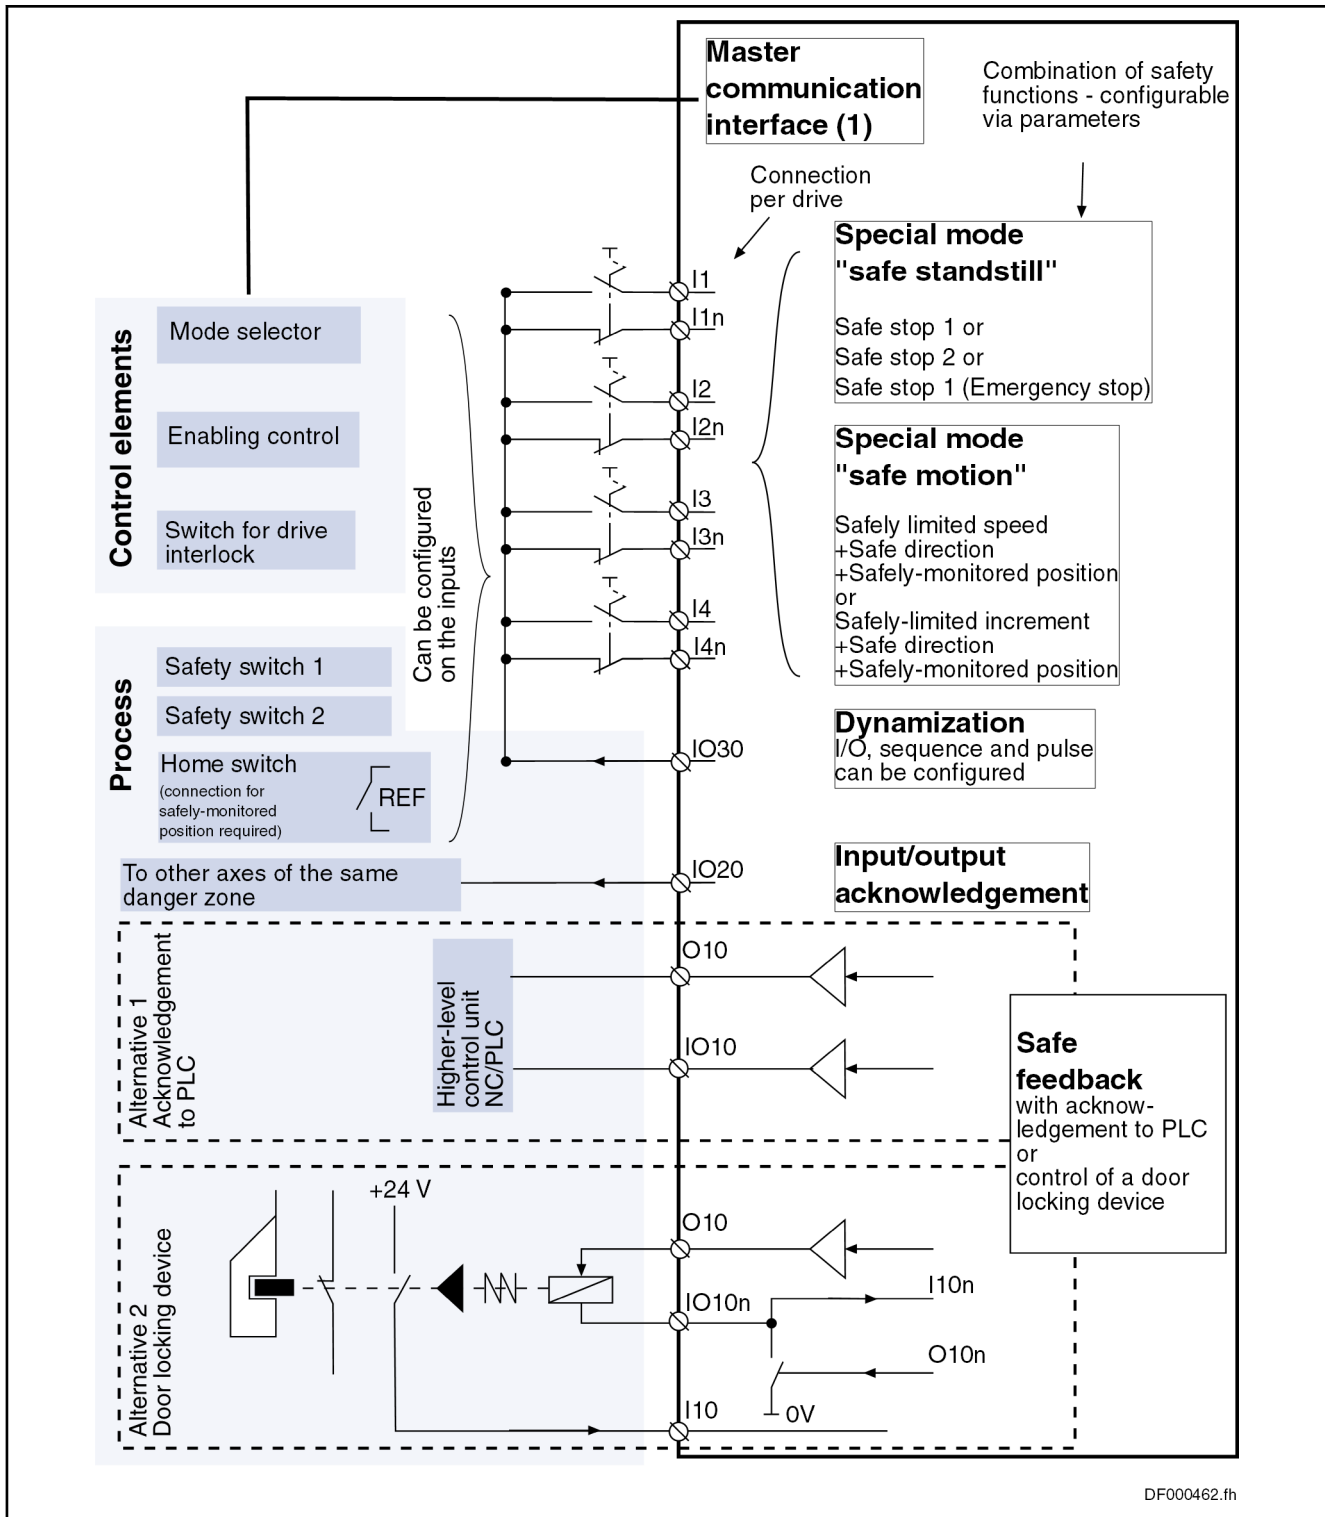 Master
communication
interface (1)
Combination of safety
functions - configurable
via parameters
Connection
per drive
Special mode
"safe standstill"
Safe stop 1 or
Safe stop 2 or
Safe stop 1 (Emergency stop)
Special mode
"safe motion"
Safely limited speed
+Safe direction
+Safely-monitored position
or
Safely-limited increment
+Safe direction
+Safely-monitored position
Dynamization
I/O, sequence and pulse
can be configured
Input/output
acknowledgement
Control elements
Mode selector
Enabling control
Switch for drive
interlock
Can be configured
on the inputs
I1
I1n
I2
I2n
I3
I3n
I4
I4n
IO30
IO20
Process
Safety switch 1
Safety switch 2
Home switch
(connection for
safely-monitored
position required)
REF
To other axes of the same
danger zone
Alternative 1
Acknowledgement
to PLC
Higher-level
control unit
NC/PLC
O10
IO10
Safe
feedback
with acknow-
ledgement to PLC
or
control of a door
locking device
Alternative 2
Door locking device
+24 V
O10
IO10n
I10n
O10n
0V
I10
DF000462.fh